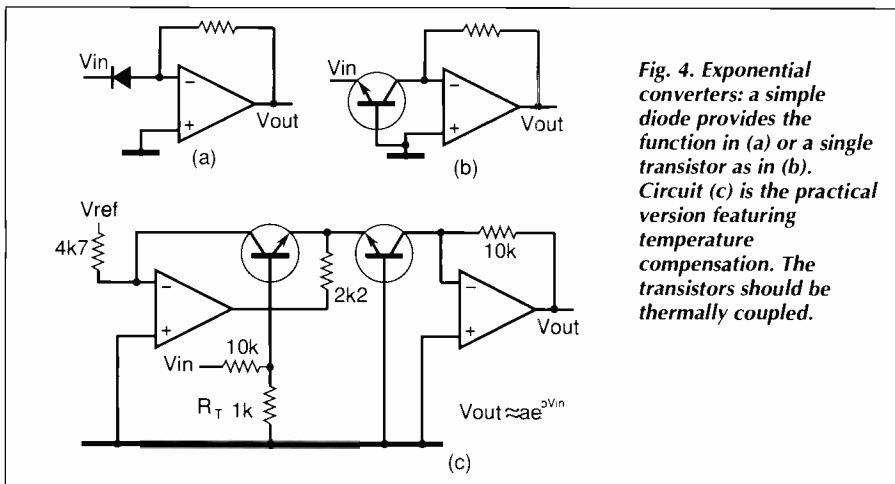 Vin
−
+
Vout
(a)
Vin
−
+
Vout
(b)
Fig. 4. Exponential
converters: a simple
diode provides the
function in (a) or a single
transistor as in (b).
Circuit (c) is the practical
version featuring
temperature
compensation. The
transistors should be
thermally coupled.
Vref
4k7
−
+
2k2
10k
−
+
Vout
Vin
10k
R_T 1k
Vout≈ae^bVin
(c)